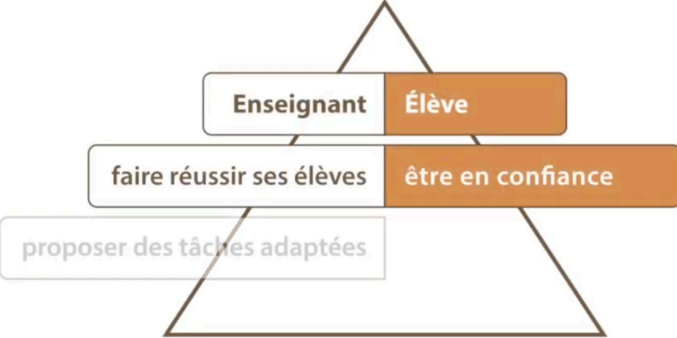 Enseignant Élève
faire réussir ses élèves être en confiance
proposer des tâches adaptées